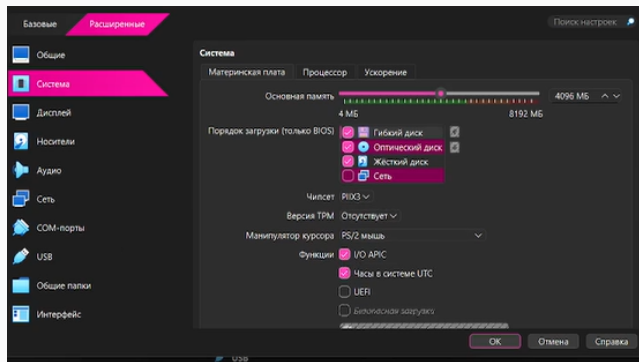 Базовые Расширенные Поиск настроек
Общие
Система
Дисплей
Носители
Аудио
Сеть
COM-порты
USB
Общие папки
Интерфейс
Система
Материнская плата Процессор Ускорение
Основная память 4096 МБ
4 МБ 8192 МБ
Порядок загрузки (только BIOS) Гибкий диск
Оптический диск
Жёсткий диск
Сеть
Чипсет PIIX3
Версия TPM Отсутствует
Манипулятор курсора PS/2 мышь
Функции I/O APIC
Часы в системе UTC
UEFI
Безопасная загрузка
OK Отмена Справка
USB